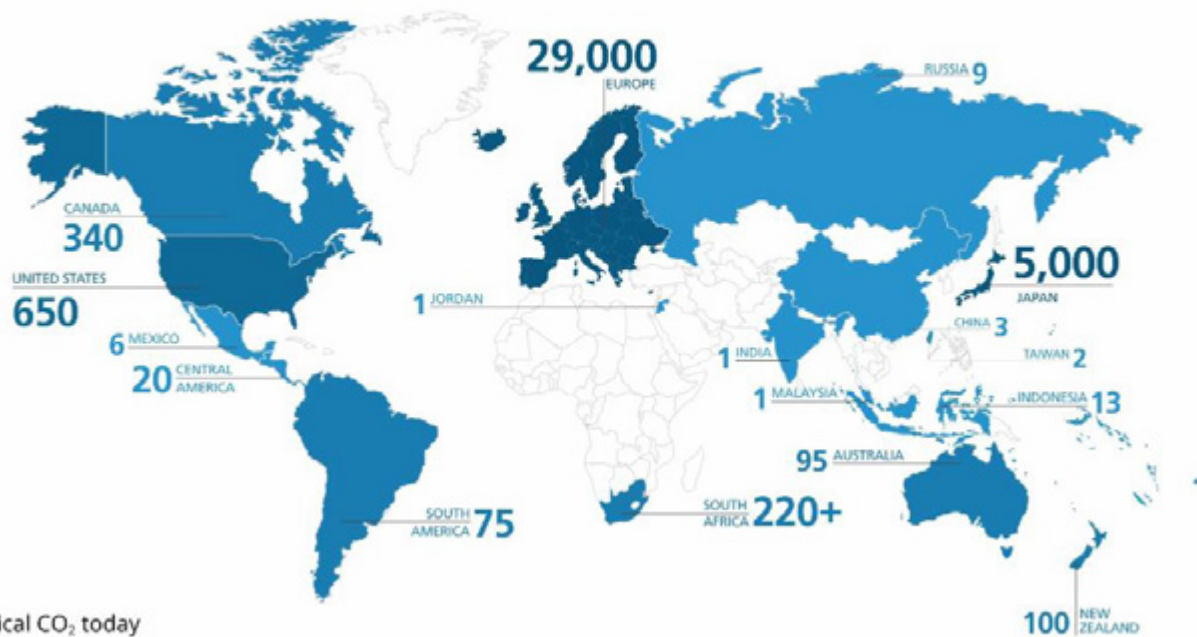 29,000
EUROPE
RUSSIA 9
CANADA
340
UNITED STATES
650
5,000
JAPAN
1 JORDAN
CHINA 3
6 MEXICO
1 INDIA
TAIWAN 2
20 CENTRAL
AMERICA
1 MALAYSIA
INDONESIA 13
95 AUSTRALIA
SOUTH
AMERICA 75
SOUTH
AFRICA 220+
100 NEW
ZEALAND
CO₂ today